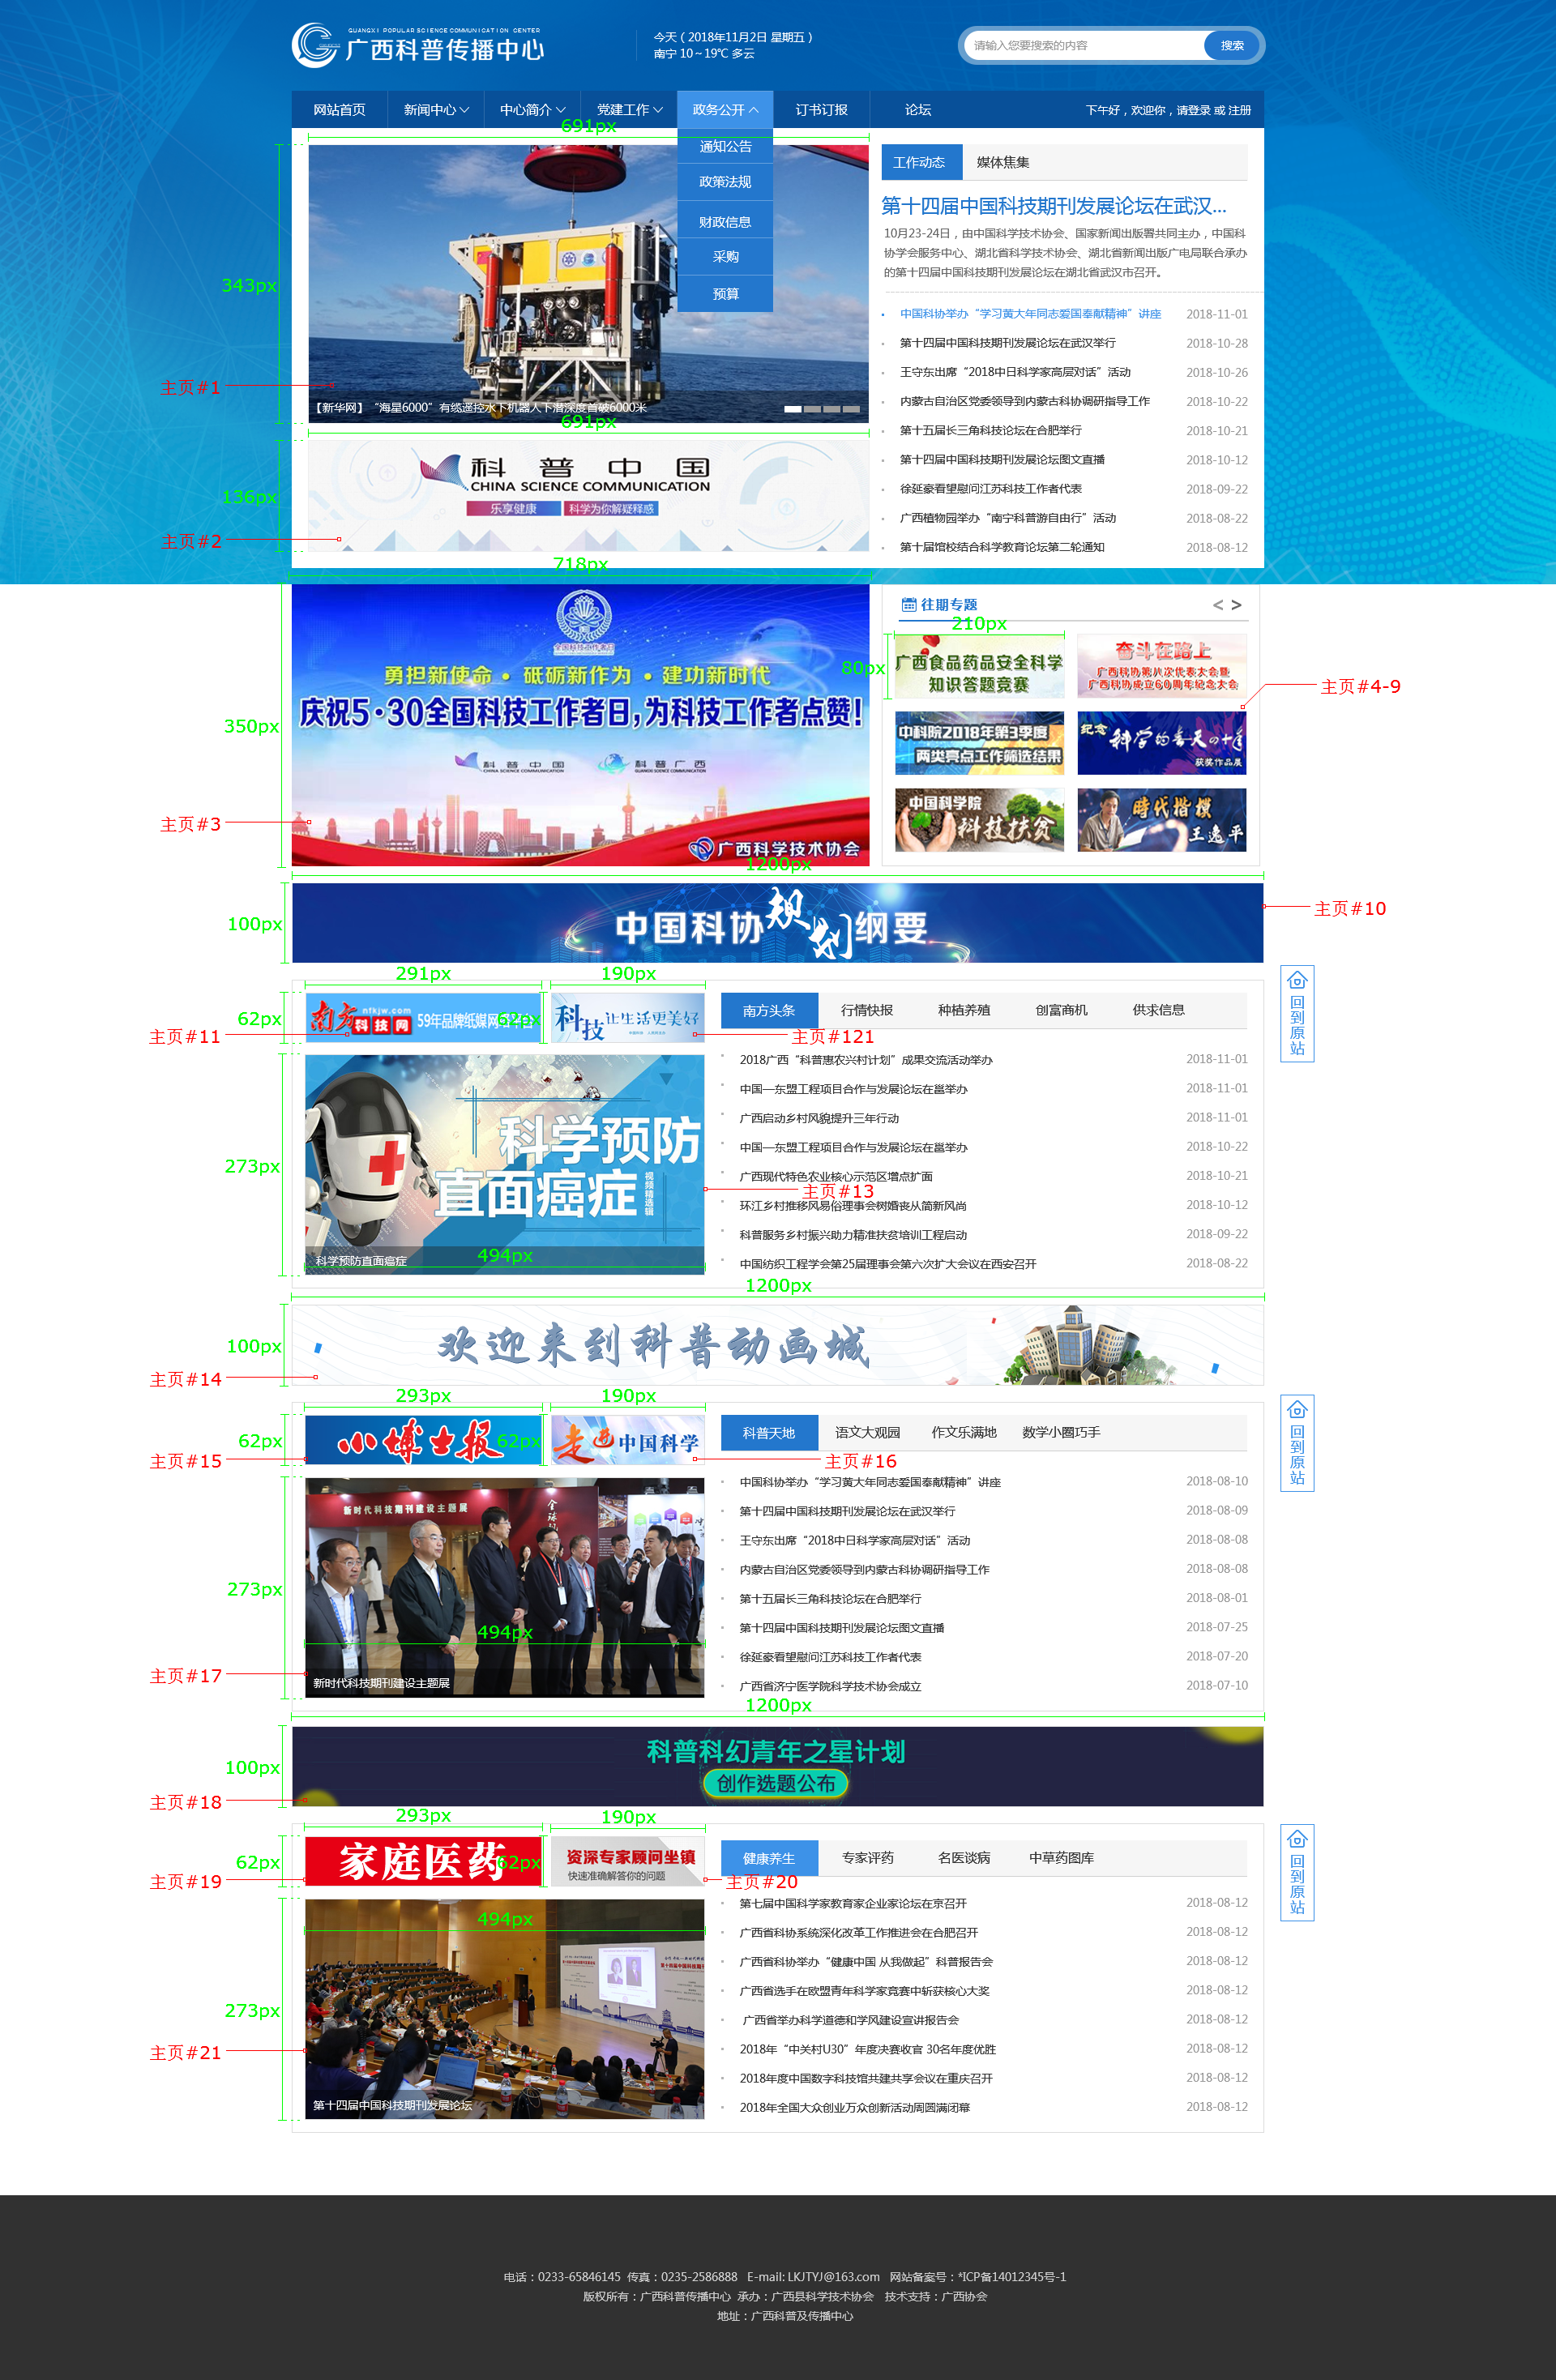 GUANGXI POPULAR SCIENCE COMMUNICATION CENTER
广西科普传播中心
今天（2018年11月2日 星期五）
南宁 10～19℃ 多云
请输入您要搜索的内容
搜索
网站首页 新闻中心 中心简介 党建工作 政务公开 订书订报 论坛 下午好，欢迎你，请登录 或 注册
691px
通知公告
政策法规
财政信息
采购
预算
343px
主页#1
【新华网】“海星6000”有缆遥控水下机器人下潜深度首破6000米
工作动态 媒体焦集
第十四届中国科技期刊发展论坛在武汉...
10月23-24日，由中国科学技术协会、国家新闻出版署共同主办，中国科
协学会服务中心、湖北省科学技术协会、湖北省新闻出版广电局联合承办
的第十四届中国科技期刊发展论坛在湖北省武汉市召开。
中国科协举办“学习黄大年同志爱国奉献精神”讲座 2018-11-01
第十四届中国科技期刊发展论坛在武汉举行 2018-10-28
王守东出席“2018中日科学家高层对话”活动 2018-10-26
内蒙古自治区党委领导到内蒙古科协调研指导工作 2018-10-22
第十五届长三角科技论坛在合肥举行 2018-10-21
第十四届中国科技期刊发展论坛图文直播 2018-10-12
徐延豪看望慰问江苏科技工作者代表 2018-09-22
广西植物园举办“南宁科普游自由行”活动 2018-08-22
第十届馆校结合科学教育论坛第二轮通知 2018-08-12
691px
136px
主页#2
科普中国
CHINA SCIENCE COMMUNICATION
乐享健康 科学为你解疑释感
718px
350px
主页#3
全国科技工作者日
勇担新使命 · 砥砺新作为 · 建功新时代
庆祝5·30全国科技工作者日,为科技工作者点赞!
科普中国
CHINA SCIENCE COMMUNICATION
科普广西
GUANGXI SCIENCE COMMUNICATION
广西科学技术协会
往期专题
< >
210px
80px
广西食品药品安全科学
知识答题竞赛
奋斗在路上
广西科协第八次代表大会暨
广西科协成立60周年纪念大会
主页#4-9
中科院2018年第3季度
两类亮点工作筛选结果
纪念
科学的春天四十年
获奖作品展
中国科学院
科技扶贫
時代楷模
王逸平
1200px
100px
中国科协规划纲要
主页#10
291px
190px
62px
主页#11
南方科技网
nfkjw.com
59年品牌纸媒网
62px
科技让生活更美好
主页#121
南方头条 行情快报 种植养殖 创富商机 供求信息
2018广西“科普惠农兴村计划”成果交流活动举办 2018-11-01
中国—东盟工程项目合作与发展论坛在邕举办 2018-11-01
广西启动乡村风貌提升三年行动 2018-11-01
中国—东盟工程项目合作与发展论坛在邕举办 2018-10-22
广西现代特色农业核心示范区增点扩面 2018-10-21
环江乡村推移风易俗理事会树婚丧从简新风尚 2018-10-12
科普服务乡村振兴助力精准扶贫培训工程启动 2018-09-22
中国纺织工程学会第25届理事会第六次扩大会议在西安召开 2018-08-22
回到原站
273px
科学预防
直面癌症
视频精选辑
主页#13
科学预防直面癌症
494px
1200px
100px
主页#14
欢迎来到科普动画城
293px
190px
62px
主页#15
小博士报
62px
走进中国科学
主页#16
科普天地 语文大观园 作文乐满地 数学小圈巧手
中国科协举办“学习黄大年同志爱国奉献精神”讲座 2018-08-10
第十四届中国科技期刊发展论坛在武汉举行 2018-08-09
王守东出席“2018中日科学家高层对话”活动 2018-08-08
内蒙古自治区党委领导到内蒙古科协调研指导工作 2018-08-08
第十五届长三角科技论坛在合肥举行 2018-08-01
第十四届中国科技期刊发展论坛图文直播 2018-07-25
徐延豪看望慰问江苏科技工作者代表 2018-07-20
广西省济宁医学院科学技术协会成立 2018-07-10
回到原站
273px
新时代科技期刊建设主题展
494px
主页#17
新时代科技期刊建设主题展
1200px
100px
主页#18
科普科幻青年之星计划
创作选题公布
293px
190px
62px
主页#19
家庭医药
62px
资深专家顾问坐镇
快速准确解答你的问题
主页#20
健康养生 专家评药 名医谈病 中草药图库
第七届中国科学家教育家企业家论坛在京召开 2018-08-12
广西省科协系统深化改革工作推进会在合肥召开 2018-08-12
广西省科协举办“健康中国 从我做起”科普报告会 2018-08-12
广西省选手在欧盟青年科学家竞赛中斩获核心大奖 2018-08-12
广西省举办科学道德和学风建设宣讲报告会 2018-08-12
2018年“中关村U30”年度决赛收官 30名年度优胜 2018-08-12
2018年度中国数字科技馆共建共享会议在重庆召开 2018-08-12
2018年全国大众创业万众创新活动周圆满闭幕 2018-08-12
回到原站
494px
273px
主页#21
第十四届中国科技期刊发展论坛
电话：0233-65846145 传真：0235-2586888 E-mail: LKJTYJ@163.com 网站备案号：*ICP备14012345号-1
版权所有：广西科普传播中心 承办：广西县科学技术协会 技术支持：广西协会
地址：广西科普及传播中心